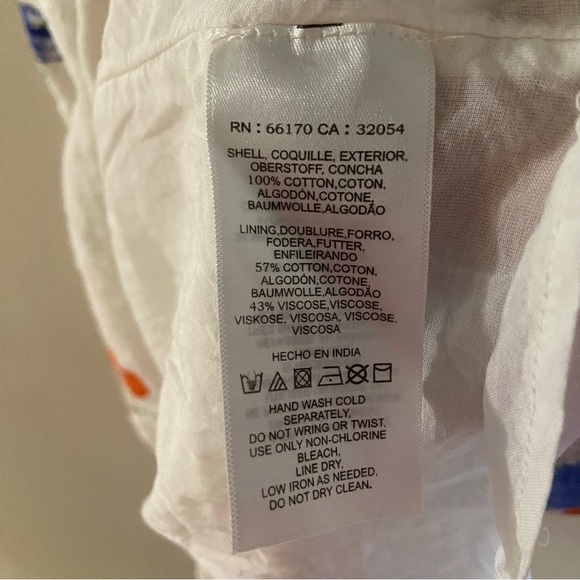 RN : 66170 CA : 32054
SHELL, COQUILLE, EXTERIOR,
OBERSTOFF, CONCHA
100% COTTON,COTON,
ALGODÓN,COTONE,
BAUMWOLLE,ALGODÃO
LINING,DOUBLURE,FORRO,
FODERA,FUTTER,
ENFILEIRANDO
57% COTTON,COTON,
ALGODÓN,COTONE,
BAUMWOLLE,ALGODÃO
43% VISCOSE,VISCOSE,
VISKOSE, VISCOSA, VISCOSE,
VISCOSA
HECHO EN INDIA
HAND WASH COLD
SEPARATELY,
DO NOT WRING OR TWIST,
USE ONLY NON-CHLORINE
BLEACH,
LINE DRY,
LOW IRON AS NEEDED.
DO NOT DRY CLEAN.